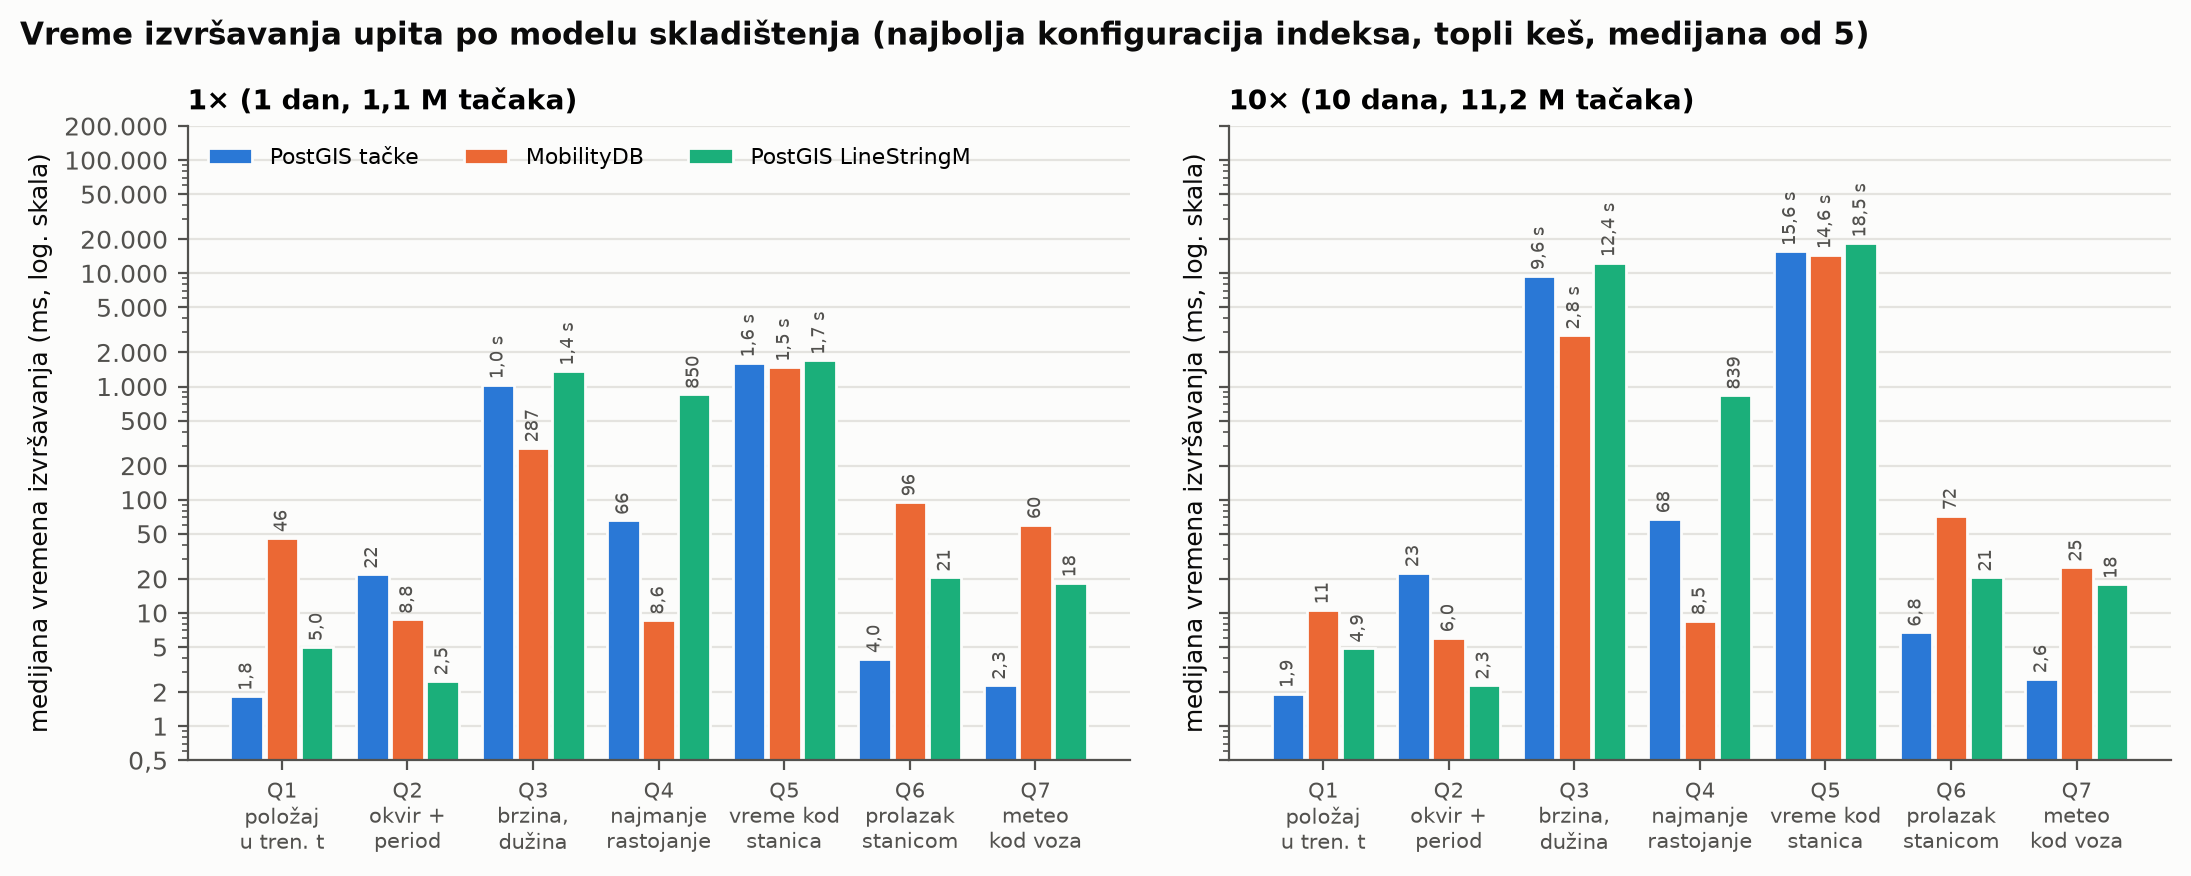 Vreme izvršavanja upita po modelu skladištenja (najbolja konfiguracija indeksa, topli keš, medijana od 5)
1× (1 dan, 1,1 M tačaka)
medijana vremena izvršavanja (ms, log. skala)
200.000
100.000
50.000
20.000
10.000
5.000
2.000
1.000
500
200
100
50
20
10
5
2
1
0,5
PostGIS tačke
MobilityDB
PostGIS LineStringM
1,8
46
5,0
22
8,8
2,5
1,0 s
287
1,4 s
66
8,6
850
1,6 s
1,5 s
1,7 s
4,0
96
21
2,3
60
18
Q1
položaj
u tren. t
Q2
okvir +
period
Q3
brzina,
dužina
Q4
najmanje
rastojanje
Q5
vreme kod
stanica
Q6
prolazak
stanicom
Q7
meteo
kod voza
10× (10 dana, 11,2 M tačaka)
medijana vremena izvršavanja (ms, log. skala)
1,9
11
4,9
23
6,0
2,3
9,6 s
2,8 s
12,4 s
68
8,5
839
15,6 s
14,6 s
18,5 s
6,8
72
21
2,6
25
18
Q1
položaj
u tren. t
Q2
okvir +
period
Q3
brzina,
dužina
Q4
najmanje
rastojanje
Q5
vreme kod
stanica
Q6
prolazak
stanicom
Q7
meteo
kod voza